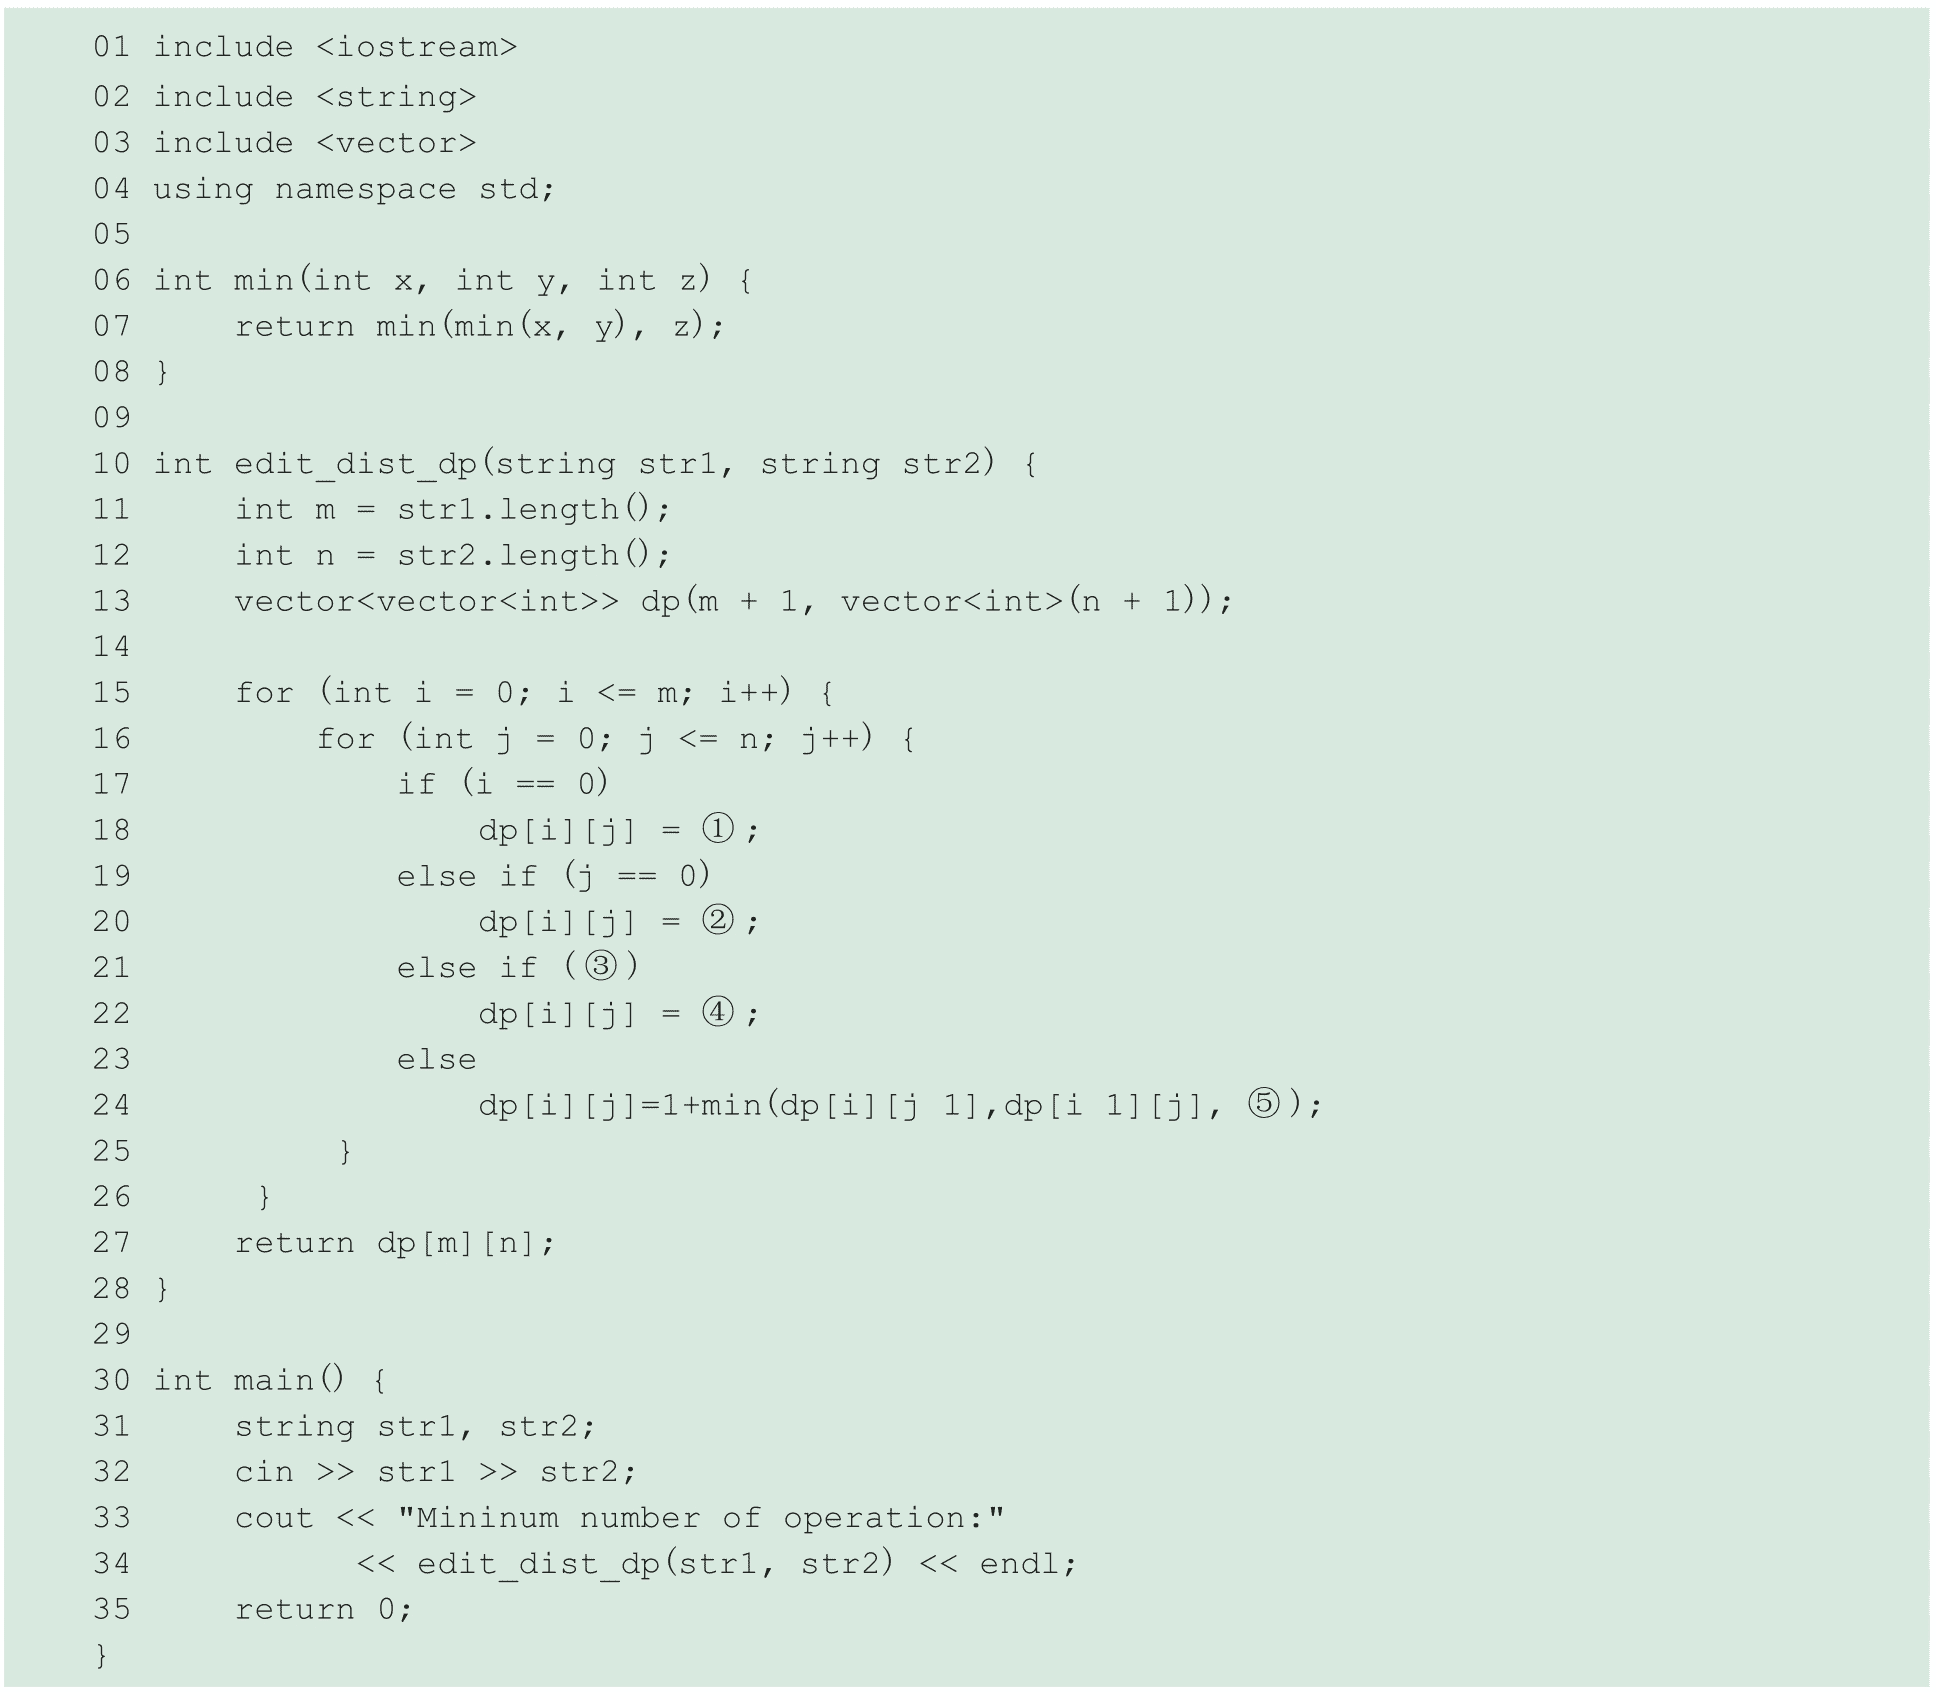 01 include <iostream>
02 include <string>
03 include <vector>
04 using namespace std;
05
06 int min(int x, int y, int z) {
07     return min(min(x, y), z);
08 }
09
10 int edit_dist_dp(string str1, string str2) {
11     int m = str1.length();
12     int n = str2.length();
13     vector<vector<int>> dp(m + 1, vector<int>(n + 1));
14
15     for (int i = 0; i <= m; i++) {
16         for (int j = 0; j <= n; j++) {
17             if (i == 0)
18                 dp[i][j] = ①;
19             else if (j == 0)
20                 dp[i][j] = ②;
21             else if (③)
22                 dp[i][j] = ④;
23             else
24                 dp[i][j]=1+min(dp[i][j 1],dp[i 1][j], ⑤);
25          }
26      }
27     return dp[m][n];
28 }
29
30 int main() {
31     string str1, str2;
32     cin >> str1 >> str2;
33     cout << "Mininum number of operation:"
34           << edit_dist_dp(str1, str2) << endl;
35     return 0;
}